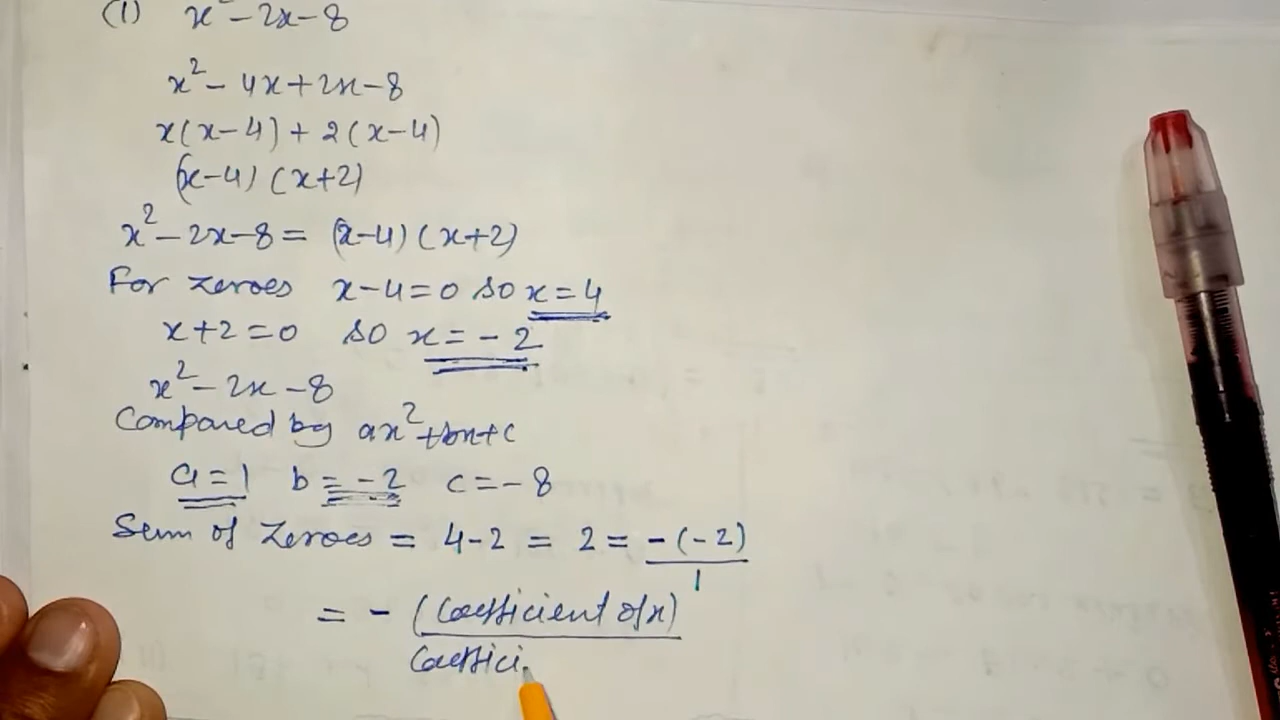 (1) x² - 2x - 8
x² - 4x + 2x - 8
x(x-4) + 2(x-4)
(x-4) (x+2)
x² - 2x - 8 = (x-4) (x+2)
For zeroes x-4=0 so x=4
x+2=0 so x=-2
x² - 2x - 8
Compared by ax²+bx+c
a=1 b=-2 c=-8
Sum of zeroes = 4-2 = 2 = -(-2)/1
= - (Coefficient of x)
Coeffici